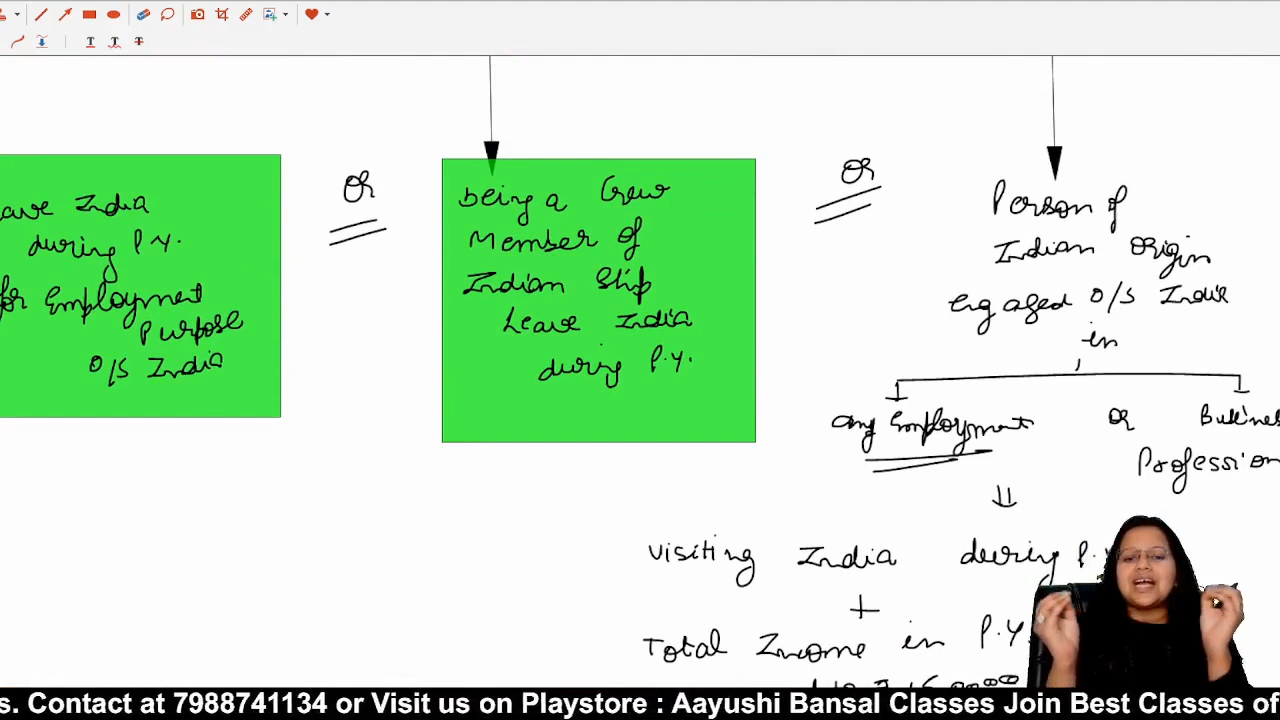 ave India
during P.Y.
for Employment
Purpose
O/S India
OR
being a Crew
Member of
Indian Ship
Leave India
during P.Y.
OR
Person of
Indian Origin
Engaged O/S India
in
any Employment OR Busines
Profession
visiting India during P.Y
+
Total Income in P.Y.
s. Contact at 7988741134 or Visit us on Playstore : Aayushi Bansal Classes Join Best Classes of